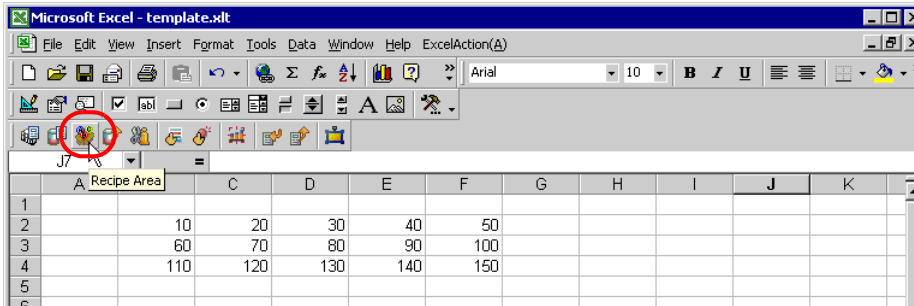 Microsoft Excel - template.xlt
File Edit View Insert Format Tools Data Window Help ExcelAction(A)
Arial 10 B I U
ab|
A
J7 =
Recipe Area
A C D E F G H I J K
1
2 10 20 30 40 50
3 60 70 80 90 100
4 110 120 130 140 150
5